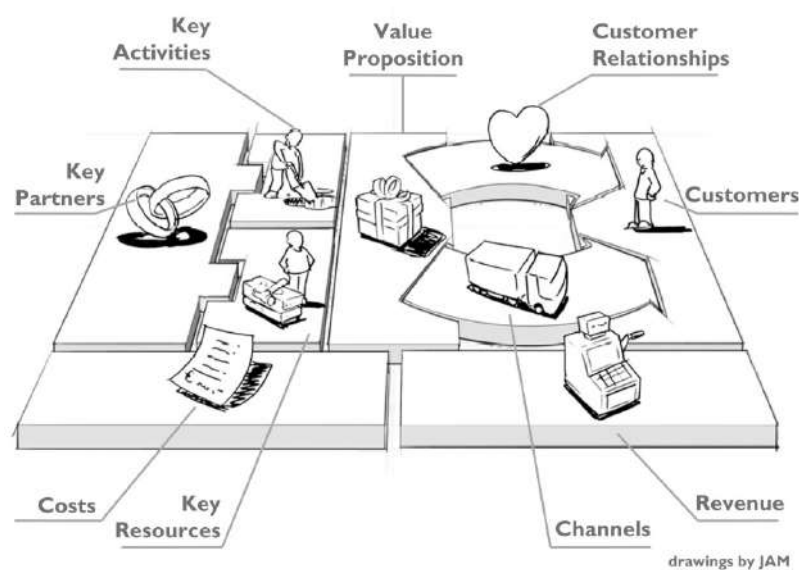 Key
Activities
Value
Proposition
Customer
Relationships
Key
Partners
Customers
Costs
Key
Resources
Channels
Revenue
drawings by JAM